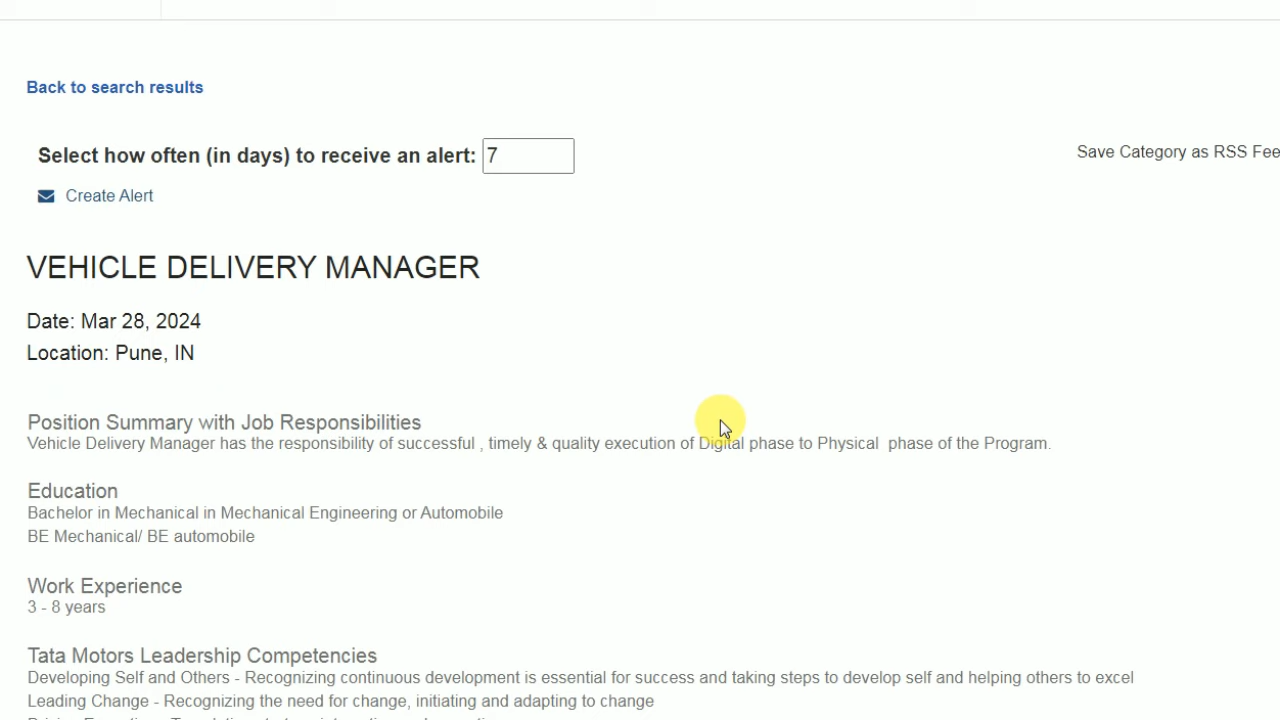 Back to search results
Select how often (in days) to receive an alert: 7
Save Category as RSS Fee
Create Alert
VEHICLE DELIVERY MANAGER
Date: Mar 28, 2024
Location: Pune, IN
Position Summary with Job Responsibilities
Vehicle Delivery Manager has the responsibility of successful , timely & quality execution of Digital phase to Physical phase of the Program.
Education
Bachelor in Mechanical in Mechanical Engineering or Automobile
BE Mechanical/ BE automobile
Work Experience
3 - 8 years
Tata Motors Leadership Competencies
Developing Self and Others - Recognizing continuous development is essential for success and taking steps to develop self and helping others to excel
Leading Change - Recognizing the need for change, initiating and adapting to change